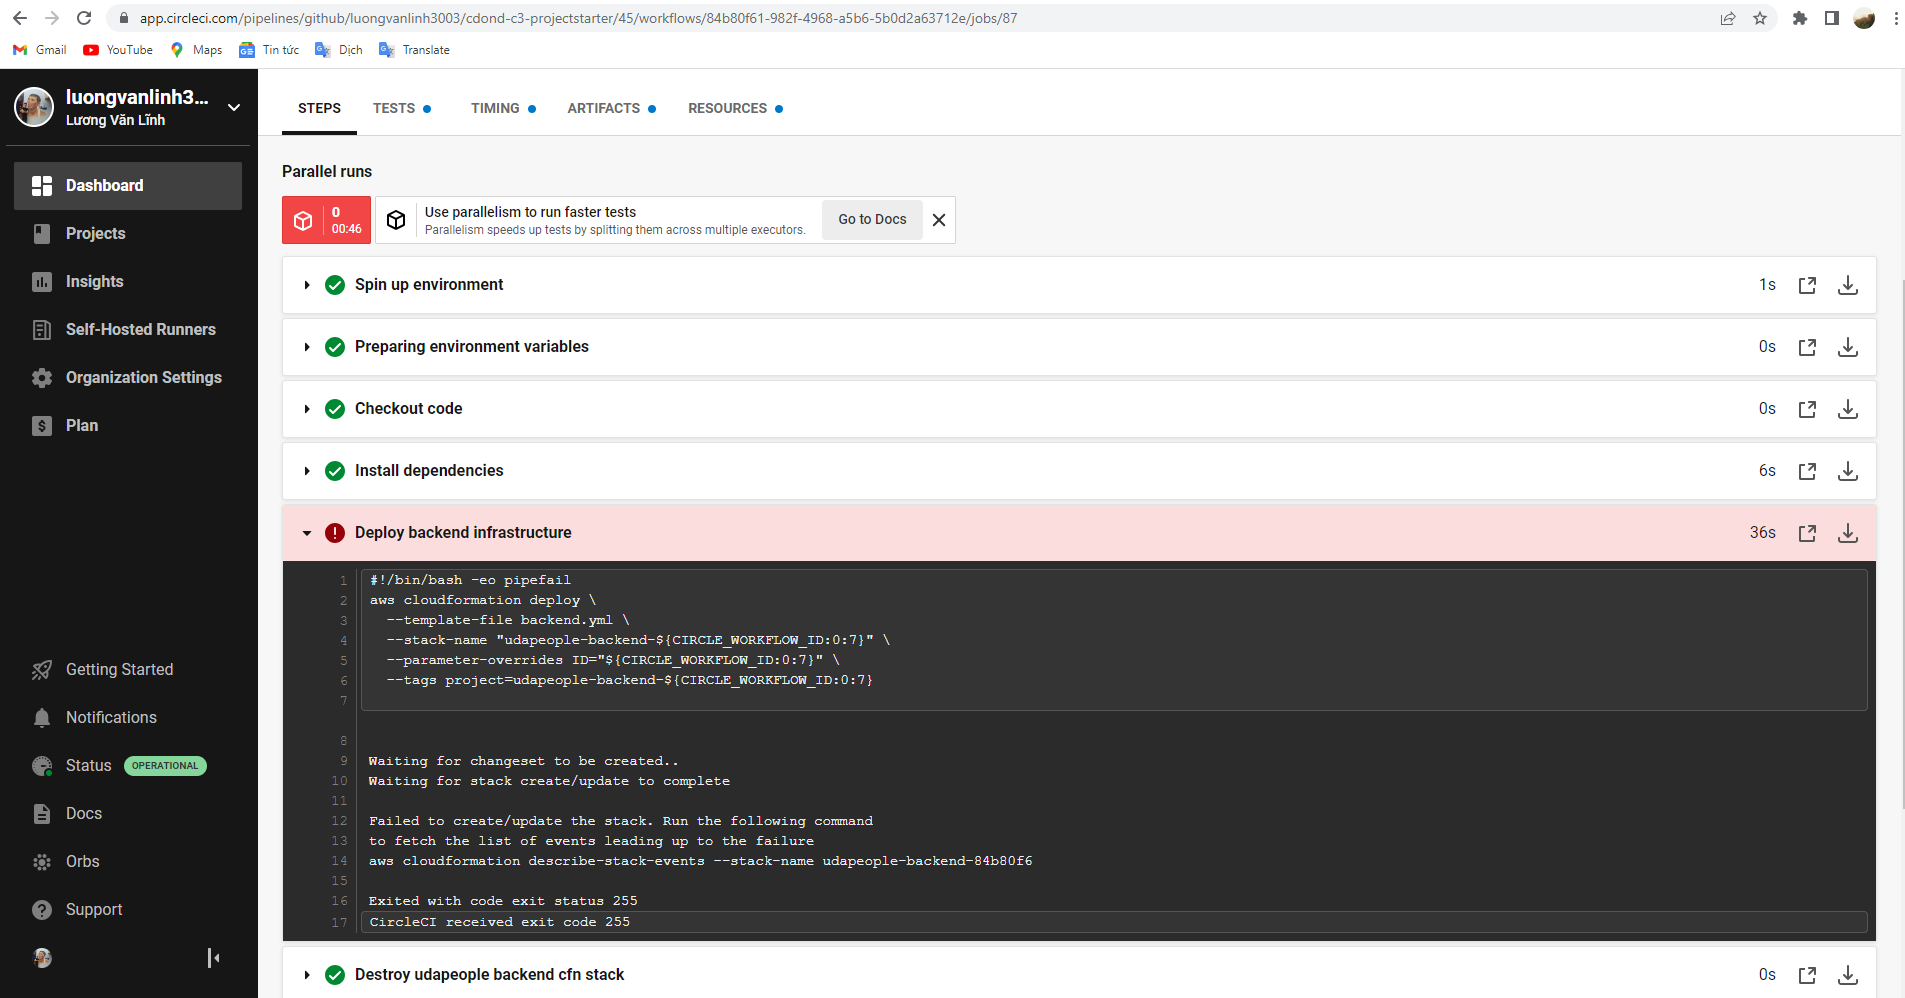 app.circleci.com/pipelines/github/luongvanlinh3003/cdond-c3-projectstarter/45/workflows/84b80f61-982f-4968-a5b6-5b0d2a63712e/jobs/87
Gmail YouTube Maps Tin tức Dịch Translate
luongvanlinh3...
Lương Văn Lĩnh
Dashboard
Projects
Insights
Self-Hosted Runners
Organization Settings
Plan
Getting Started
Notifications
Status OPERATIONAL
Docs
Orbs
Support
STEPS TESTS TIMING ARTIFACTS RESOURCES
Parallel runs
0
00:46
Use parallelism to run faster tests
Parallelism speeds up tests by splitting them across multiple executors.
Go to Docs
Spin up environment 1s
Preparing environment variables 0s
Checkout code 0s
Install dependencies 6s
Deploy backend infrastructure 36s
1 #!/bin/bash -eo pipefail
2 aws cloudformation deploy \
3 --template-file backend.yml \
4 --stack-name "udapeople-backend-${CIRCLE_WORKFLOW_ID:0:7}" \
5 --parameter-overrides ID="${CIRCLE_WORKFLOW_ID:0:7}" \
6 --tags project=udapeople-backend-${CIRCLE_WORKFLOW_ID:0:7}
7
8
9 Waiting for changeset to be created..
10 Waiting for stack create/update to complete
11
12 Failed to create/update the stack. Run the following command
13 to fetch the list of events leading up to the failure
14 aws cloudformation describe-stack-events --stack-name udapeople-backend-84b80f6
15
16 Exited with code exit status 255
17 CircleCI received exit code 255
Destroy udapeople backend cfn stack 0s